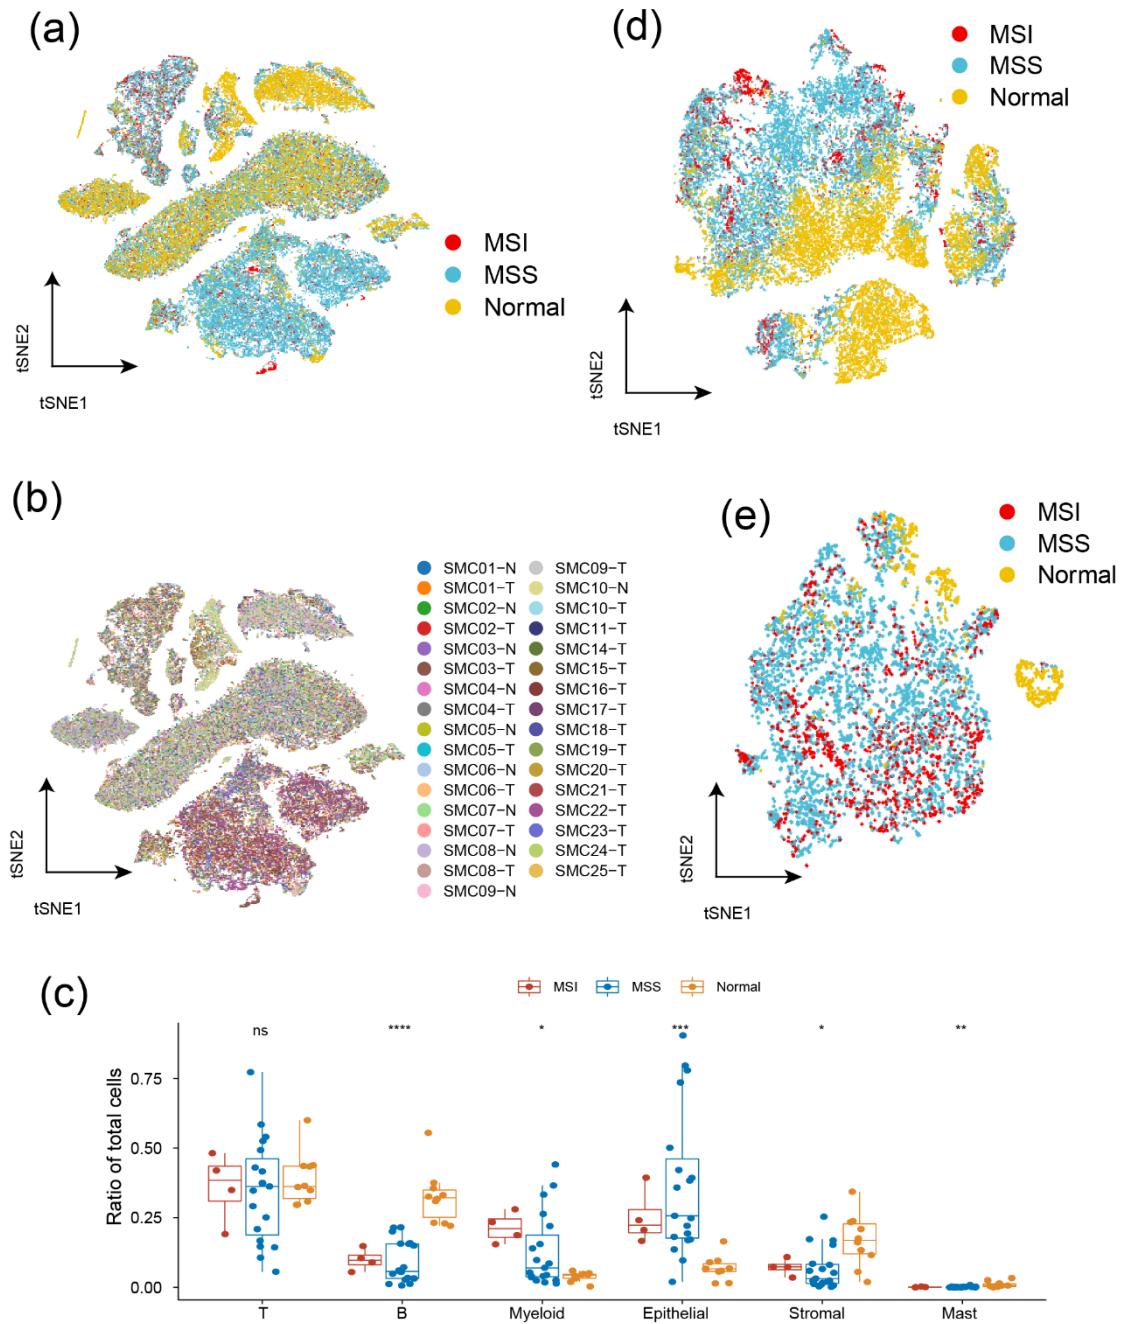 (a)
MSI
MSS
Normal
tSNE2
tSNE1
(d)
MSI
MSS
Normal
tSNE2
tSNE1
(b)
SMC01-N
SMC01-T
SMC02-N
SMC02-T
SMC03-N
SMC03-T
SMC04-N
SMC04-T
SMC05-N
SMC05-T
SMC06-N
SMC06-T
SMC07-N
SMC07-T
SMC08-N
SMC08-T
SMC09-N
SMC09-T
SMC10-N
SMC10-T
SMC11-T
SMC14-T
SMC15-T
SMC16-T
SMC17-T
SMC18-T
SMC19-T
SMC20-T
SMC21-T
SMC22-T
SMC23-T
SMC24-T
SMC25-T
tSNE2
tSNE1
(e)
MSI
MSS
Normal
tSNE2
tSNE1
(c)
MSI MSS Normal
ns **** * *** * **
Ratio of total cells
0.75
0.50
0.25
0.00
T B Myeloid Epithelial Stromal Mast